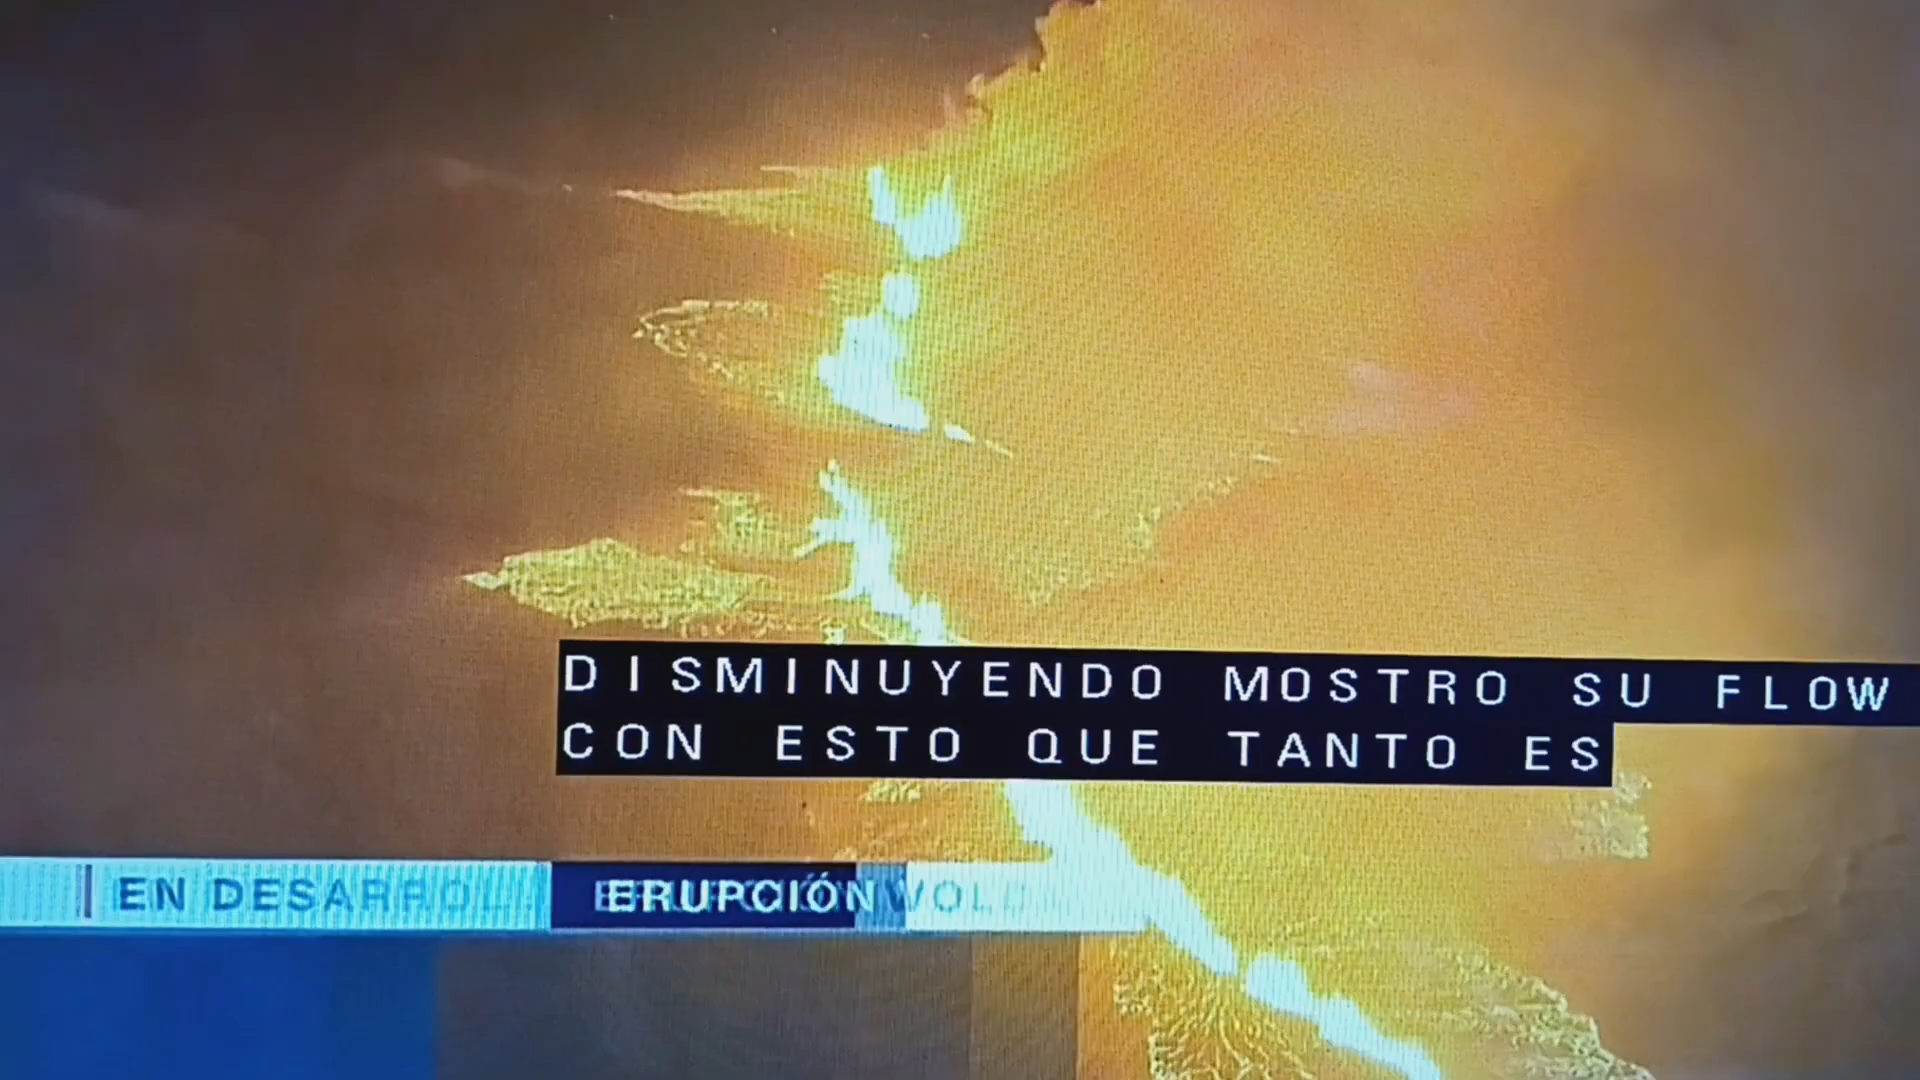 DISMINUYENDO MOSTRO SU FLOW
CON ESTO QUE TANTO ES
EN DESARROL
ERUPCIÓN